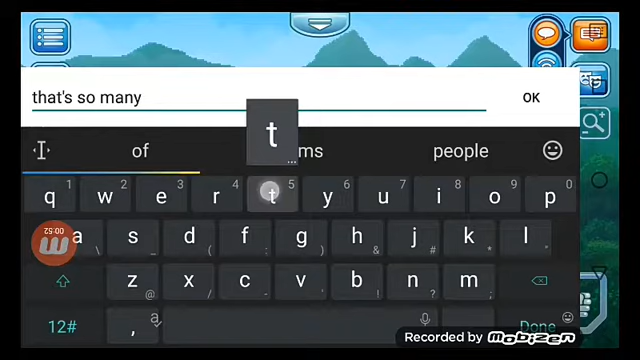 that's so many
OK
t
...
of
ms
people
q 1 w 2 e 3 r 4 t 5 y 6 u 7 i 8 o 9 p 0
a \ s _ d ( f : g ) h & j # k * l "
z @ x / c - v ' b ! n ? m ;
12# , Done
00:52
Recorded by Mobizen